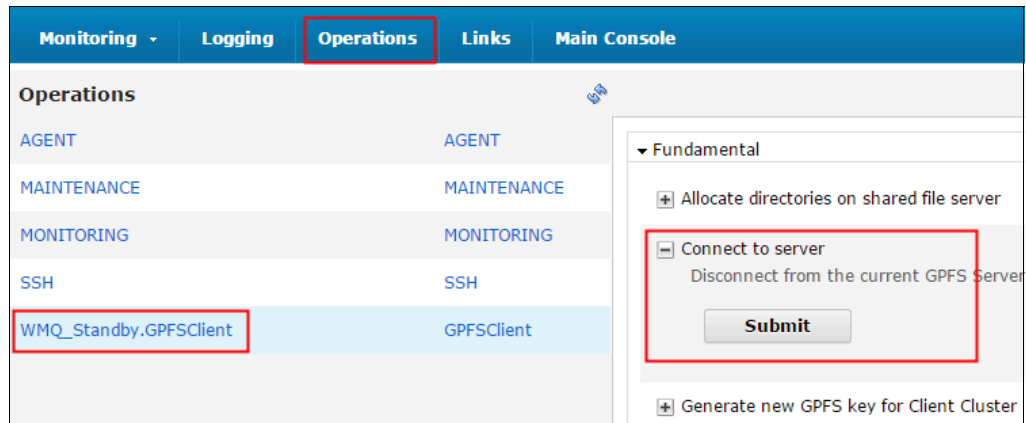 Monitoring Logging Operations Links Main Console
Operations
AGENT AGENT
MAINTENANCE MAINTENANCE
MONITORING MONITORING
SSH SSH
WMQ_Standby.GPFSClient GPFSClient
Fundamental
Allocate directories on shared file server
Connect to server
Disconnect from the current GPFS Server
Submit
Generate new GPFS key for Client Cluster